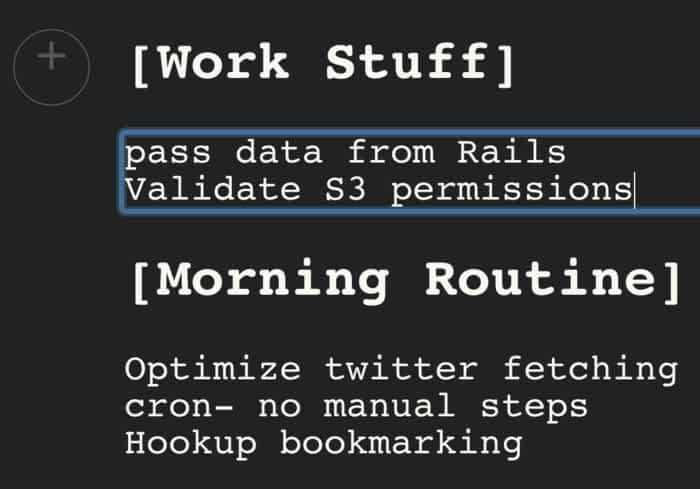 [Work Stuff]
pass data from Rails
Validate S3 permissions
[Morning Routine]
Optimize twitter fetching
cron- no manual steps
Hookup bookmarking